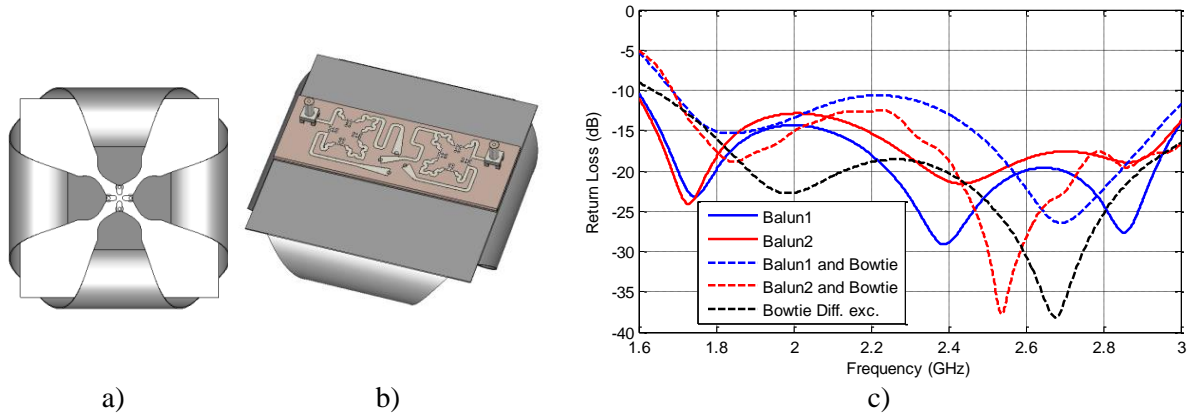 0
-5
-10
-15
-20
-25
-30
-35
-40
Return Loss (dB)
Balun1
Balun2
Balun1 and Bowtie
Balun2 and Bowtie
Bowtie Diff. exc.
1.6 1.8 2 2.2 2.4 2.6 2.8 3
Frequency (GHz)
a) b) c)